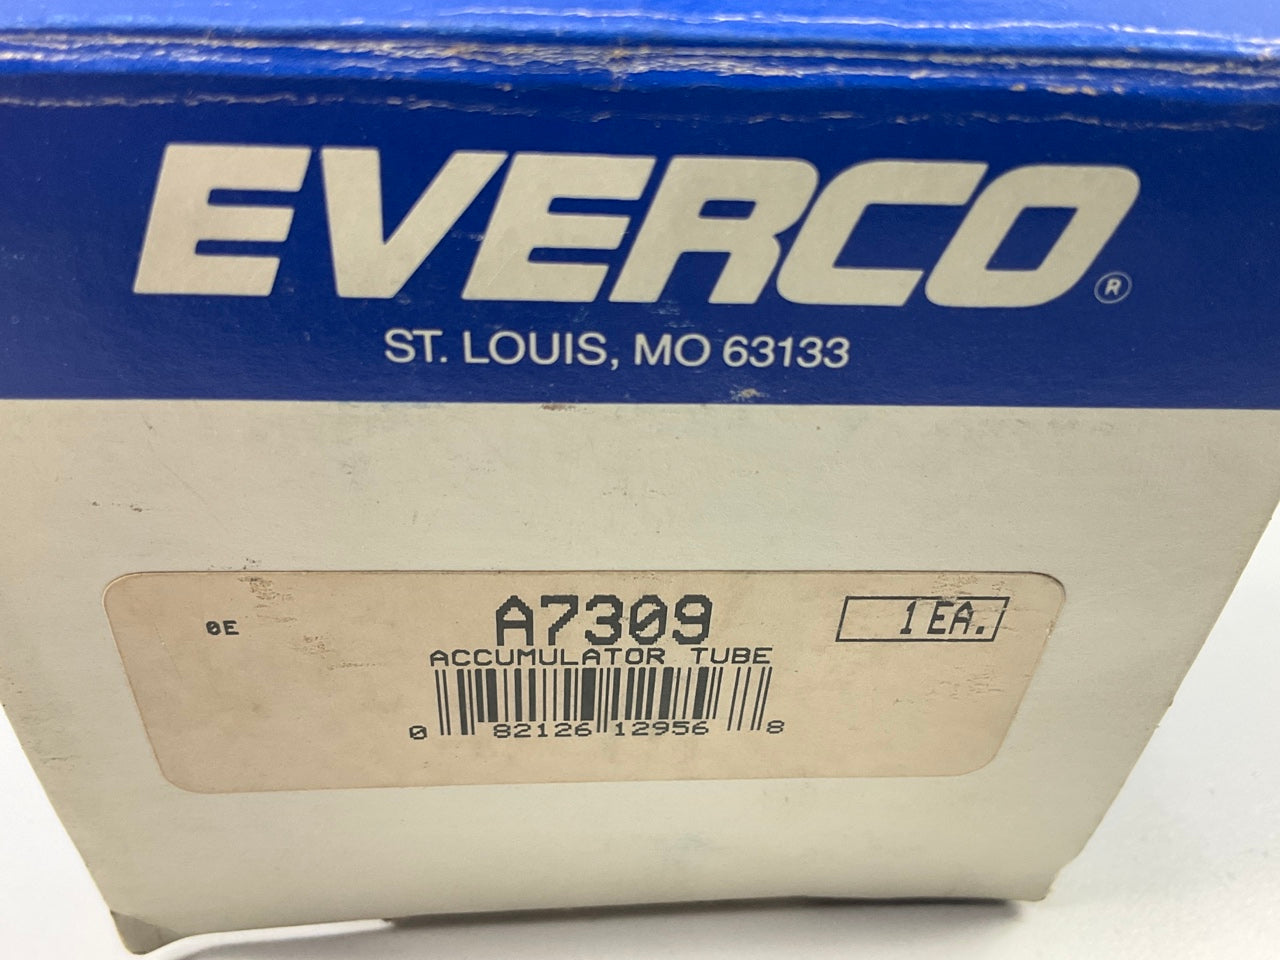 EVERCO®
ST. LOUIS, MO 63133
0E
A7309
1 EA.
ACCUMULATOR TUBE
0 82126 12956 8